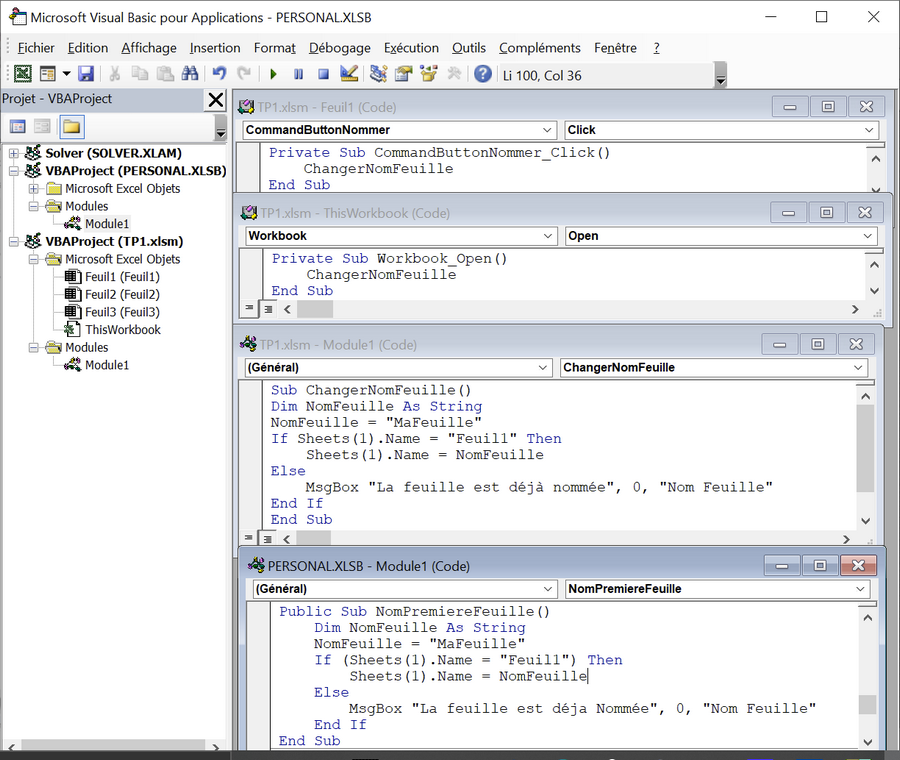 Microsoft Visual Basic pour Applications - PERSONAL.XLSB
Fichier Edition Affichage Insertion Format Débogage Exécution Outils Compléments Fenêtre ?
Li 100, Col 36
Projet - VBAProject
Solver (SOLVER.XLAM)
VBAProject (PERSONAL.XLSB)
Microsoft Excel Objets
Modules
Module1
VBAProject (TP1.xlsm)
Microsoft Excel Objets
Feuil1 (Feuil1)
Feuil2 (Feuil2)
Feuil3 (Feuil3)
ThisWorkbook
Modules
Module1
TP1.xlsm - Feuil1 (Code)
CommandButtonNommer Click
Private Sub CommandButtonNommer_Click()
ChangerNomFeuille
End Sub
TP1.xlsm - ThisWorkbook (Code)
Workbook Open
Private Sub Workbook_Open()
ChangerNomFeuille
End Sub
TP1.xlsm - Module1 (Code)
(Général) ChangerNomFeuille
Sub ChangerNomFeuille()
Dim NomFeuille As String
NomFeuille = "MaFeuille"
If Sheets(1).Name = "Feuil1" Then
Sheets(1).Name = NomFeuille
Else
MsgBox "La feuille est déjà nommée", 0, "Nom Feuille"
End If
End Sub
PERSONAL.XLSB - Module1 (Code)
(Général) NomPremiereFeuille
Public Sub NomPremiereFeuille()
Dim NomFeuille As String
NomFeuille = "MaFeuille"
If (Sheets(1).Name = "Feuil1") Then
Sheets(1).Name = NomFeuille
Else
MsgBox "La feuille est déja Nommée", 0, "Nom Feuille"
End If
End Sub